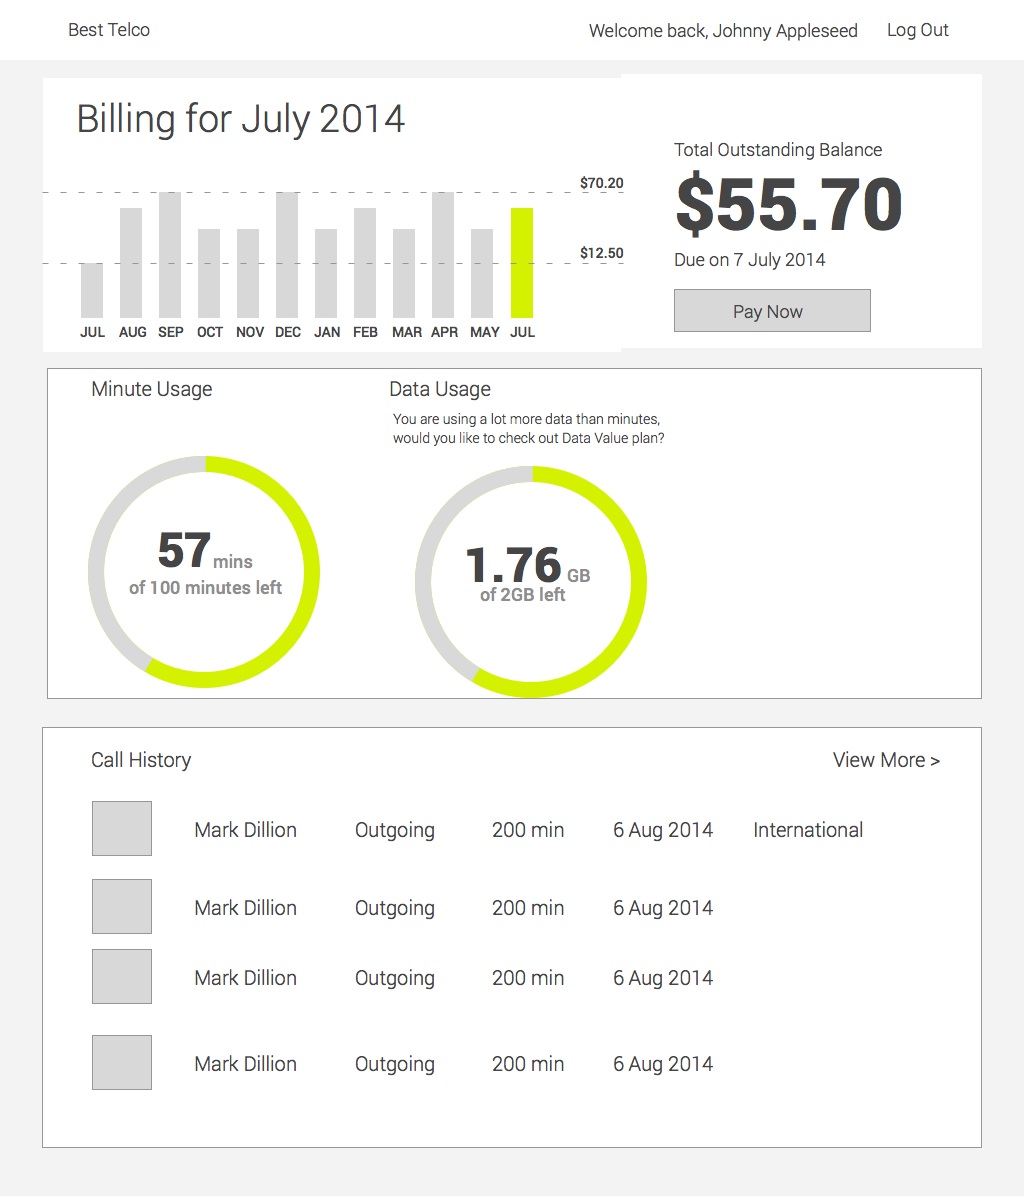 Best Telco
Welcome back, Johnny Appleseed
Log Out
Billing for July 2014
$70.20
$12.50
JUL AUG SEP OCT NOV DEC JAN FEB MAR APR MAY JUL
Total Outstanding Balance
$55.70
Due on 7 July 2014
Pay Now
Minute Usage
57 mins
of 100 minutes left
Data Usage
You are using a lot more data than minutes,
would you like to check out Data Value plan?
1.76 GB
of 2GB left
Call History
View More >
Mark Dillion Outgoing 200 min 6 Aug 2014 International
Mark Dillion Outgoing 200 min 6 Aug 2014
Mark Dillion Outgoing 200 min 6 Aug 2014
Mark Dillion Outgoing 200 min 6 Aug 2014